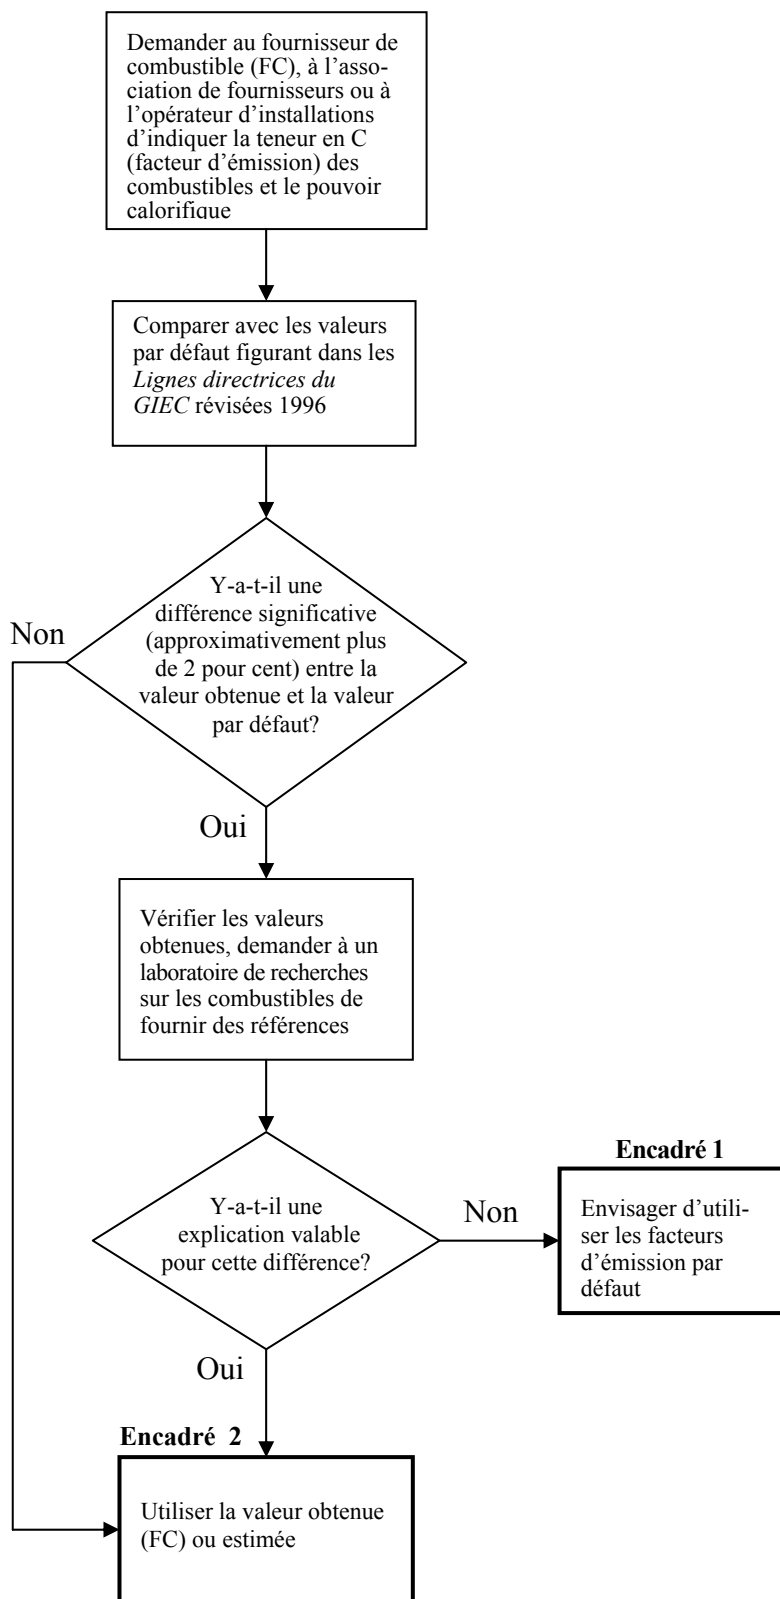 Demander au fournisseur de
combustible (FC), à l’asso-
ciation de fournisseurs ou à
l’opérateur d’installations
d’indiquer la teneur en C
(facteur d’émission) des
combustibles et le pouvoir
calorifique
Comparer avec les valeurs
par défaut figurant dans les
Lignes directrices du
GIEC révisées 1996
Y-a-t-il une
différence significative
(approximativement plus
de 2 pour cent) entre la
valeur obtenue et la valeur
par défaut?
Non
Oui
Vérifier les valeurs
obtenues, demander à un
laboratoire de recherches
sur les combustibles de
fournir des références
Y-a-t-il une
explication valable
pour cette différence?
Non
Encadré 1
Envisager d’utili-
ser les facteurs
d’émission par
défaut
Oui
Encadré 2
Utiliser la valeur obtenue
(FC) ou estimée